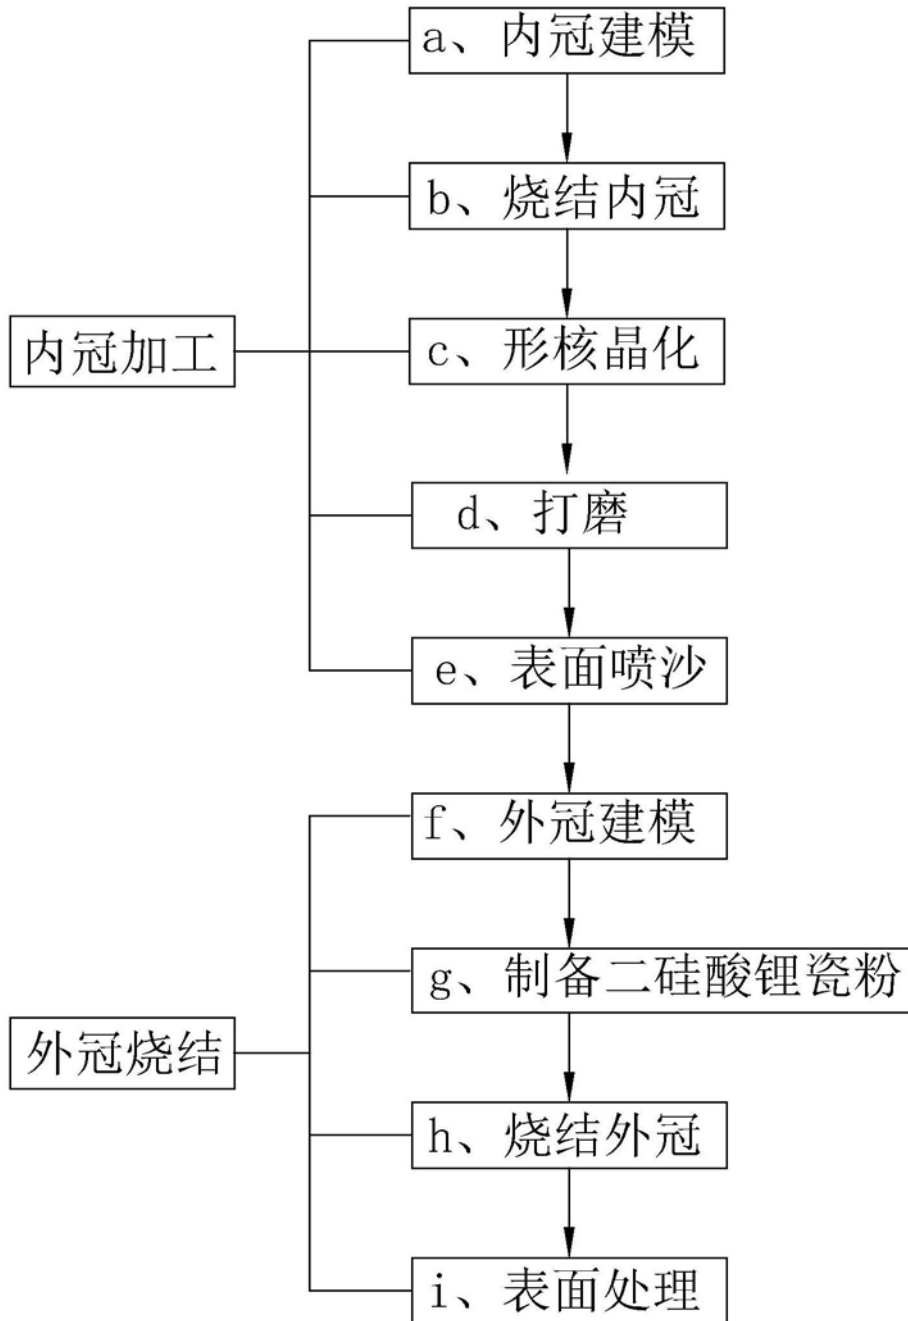 a、内冠建模
b、烧结内冠
内冠加工
c、形核晶化
d、打磨
e、表面喷沙
f、外冠建模
g、制备二硅酸锂瓷粉
外冠烧结
h、烧结外冠
i、表面处理